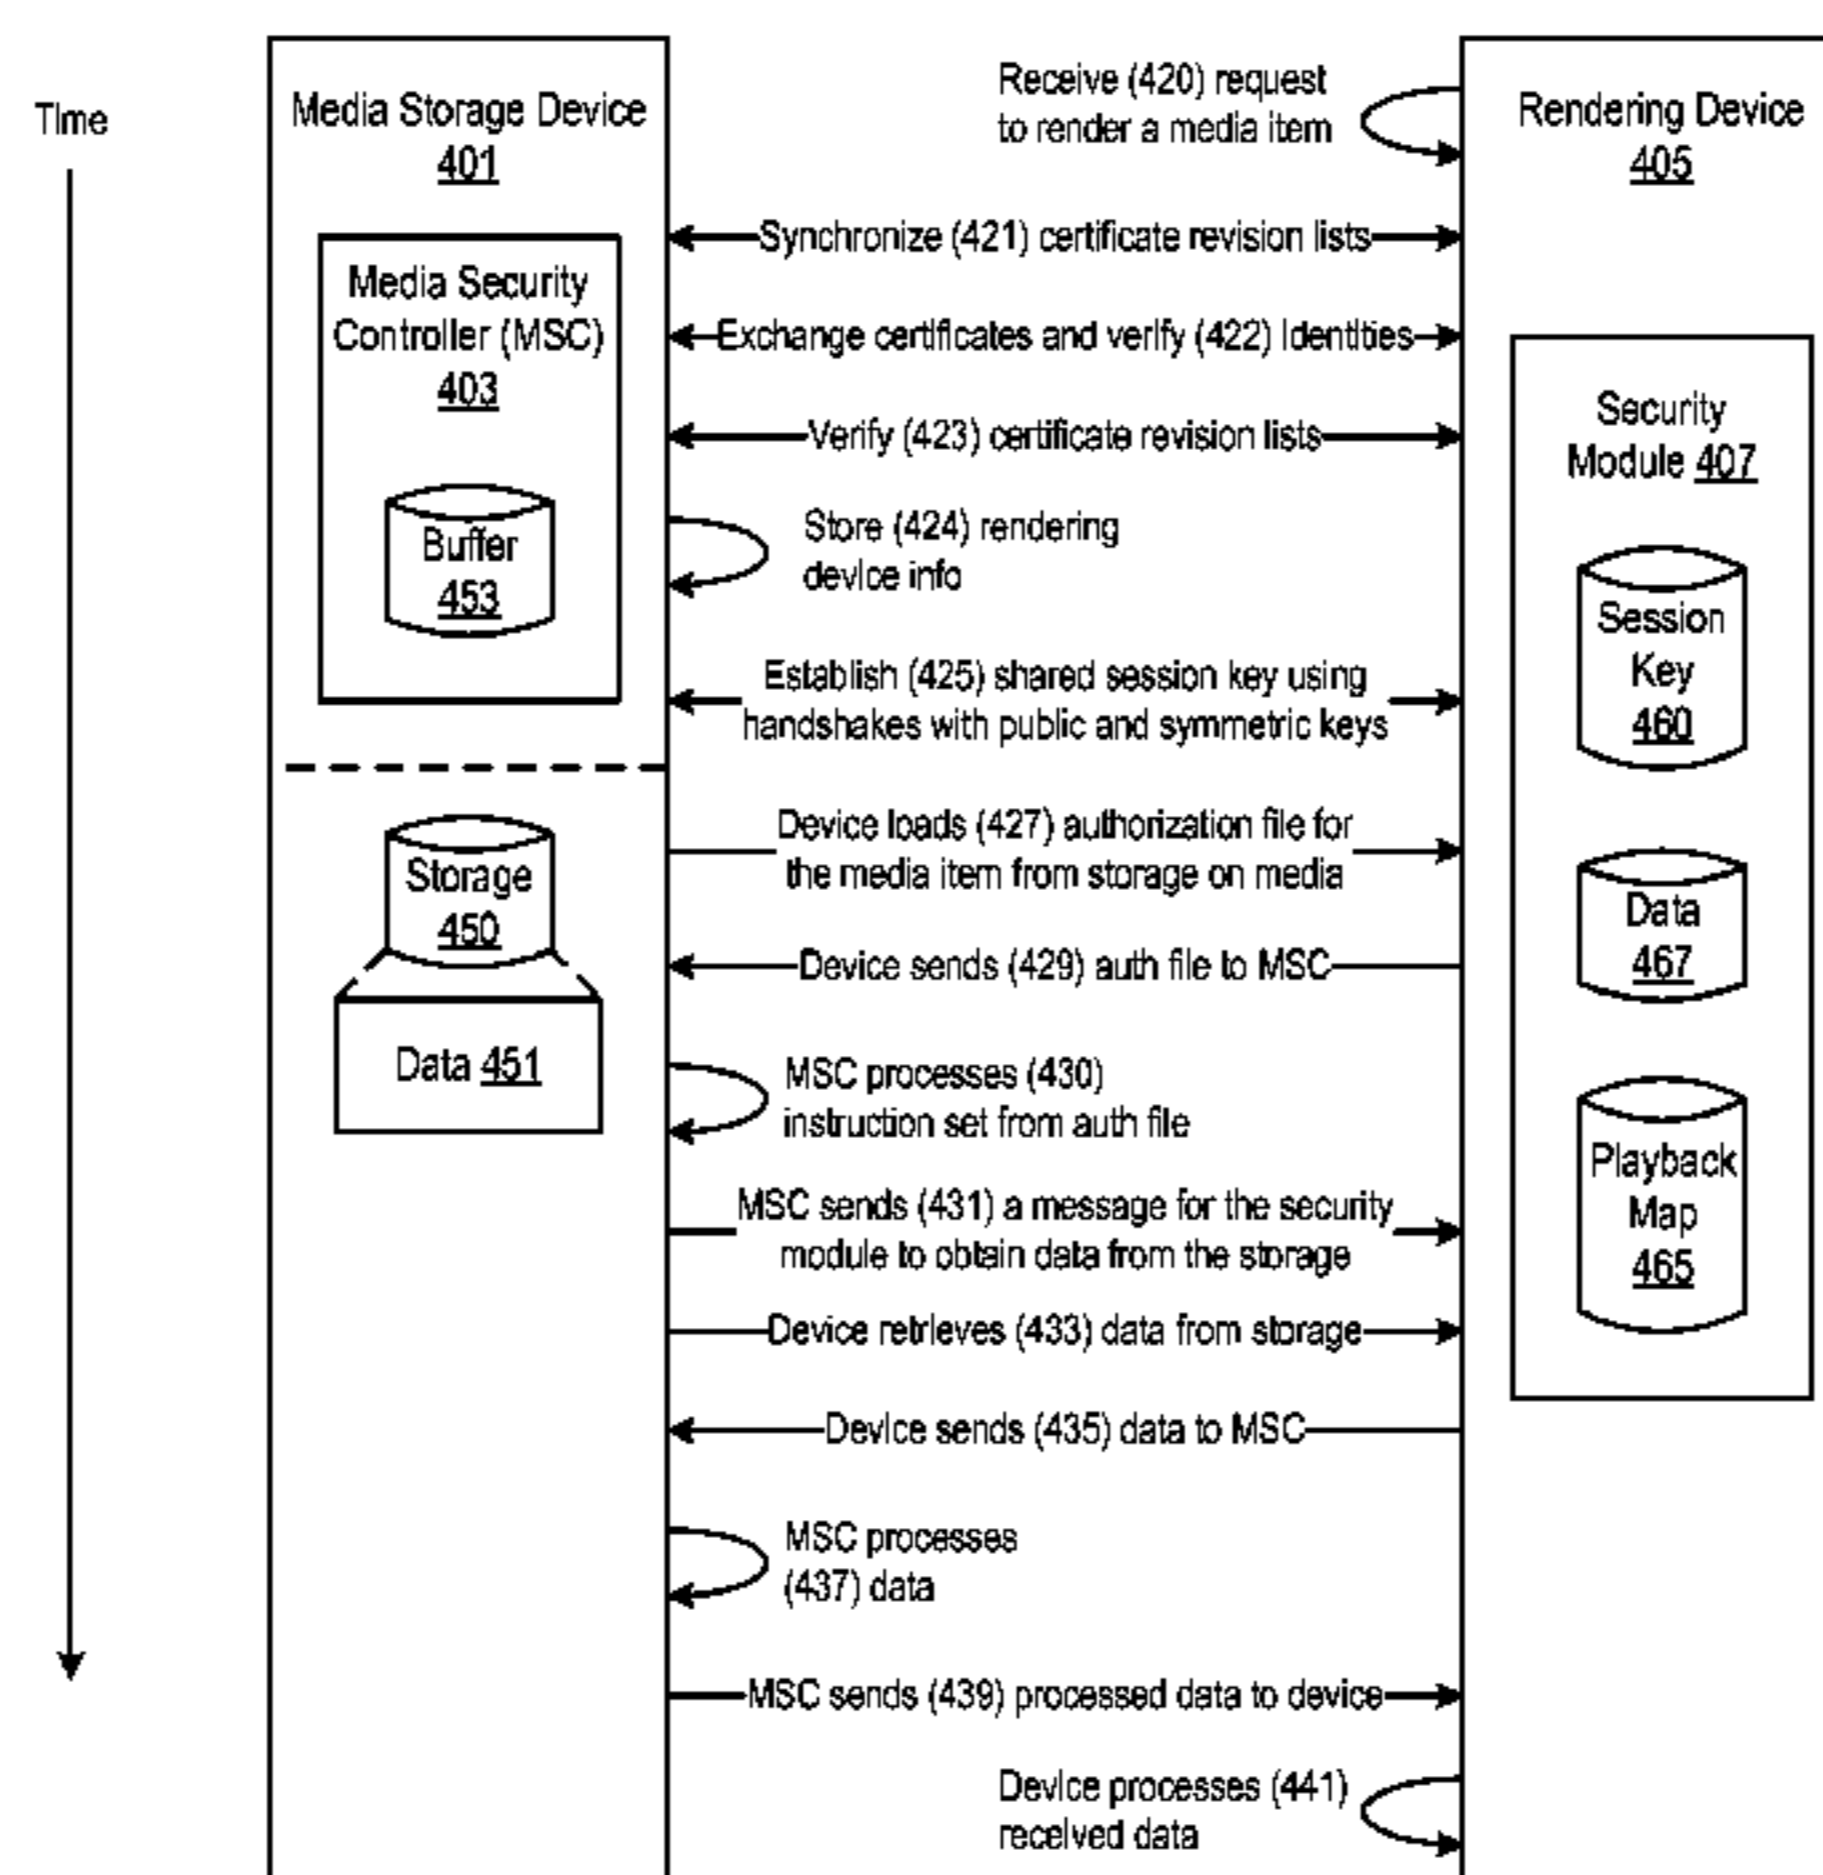 Time
Media Storage Device
401
Media Security
Controller (MSC)
403
Buffer
453
Storage
450
Data 451
Receive (420) request
to render a media item
Synchronize (421) certificate revision lists
Exchange certificates and verify (422) identities
Verify (423) certificate revision lists
Store (424) rendering
device info
Establish (425) shared session key using
handshakes with public and symmetric keys
Device loads (427) authorization file for
the media item from storage on media
Device sends (429) auth file to MSC
MSC processes (430)
instruction set from auth file
MSC sends (431) a message for the security
module to obtain data from the storage
Device retrieves (433) data from storage
Device sends (435) data to MSC
MSC processes
(437) data
MSC sends (439) processed data to device
Device processes (441)
received data
Rendering Device
405
Security
Module 407
Session
Key
460
Data
467
Playback
Map
465